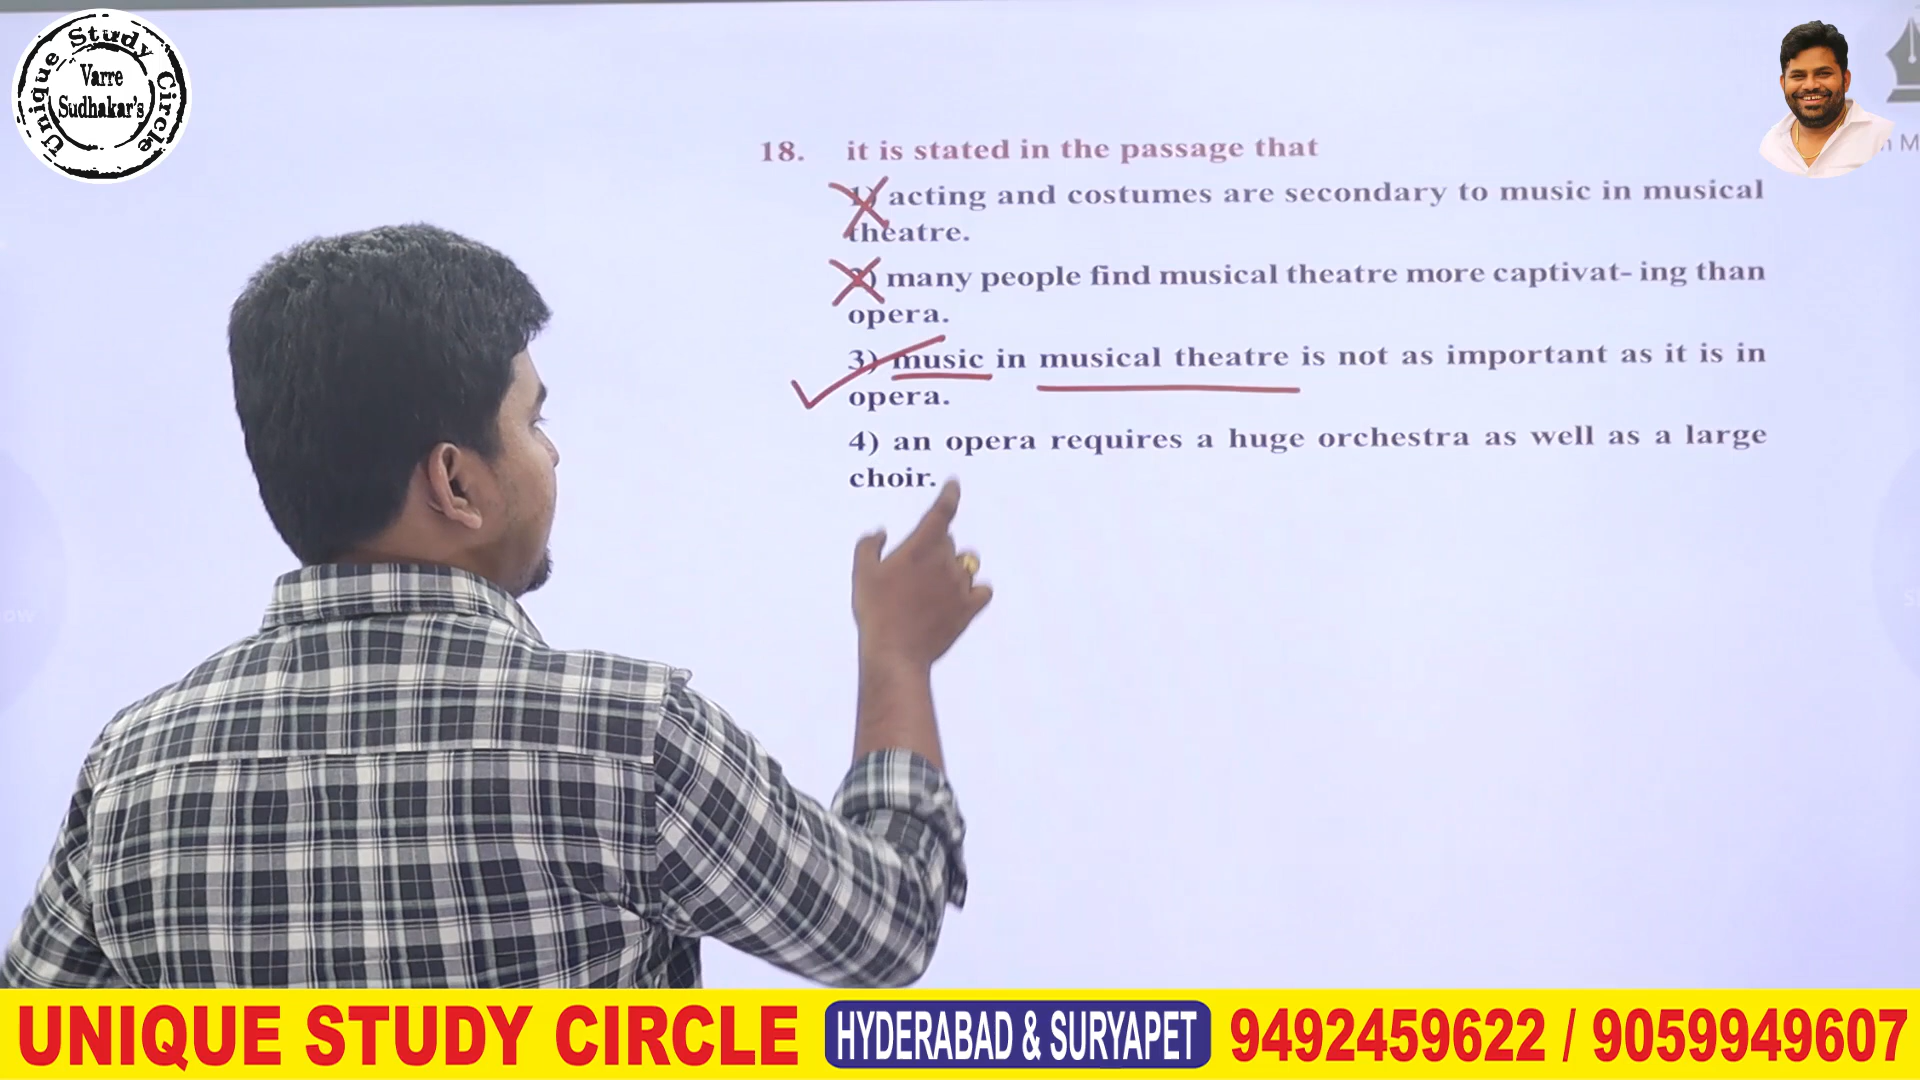 Unique Study Circle
Varre
Sudhakar's
18. it is stated in the passage that
1) acting and costumes are secondary to music in musical
theatre.
2) many people find musical theatre more captivat- ing than
opera.
3) music in musical theatre is not as important as it is in
opera.
4) an opera requires a huge orchestra as well as a large
choir.
UNIQUE STUDY CIRCLE HYDERABAD & SURYAPET 9492459622 / 9059949607